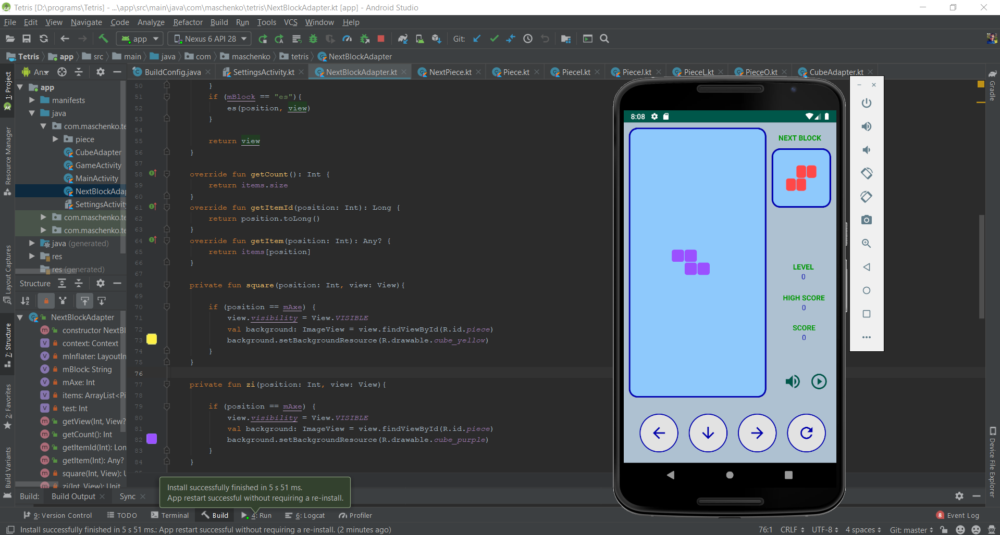 Tetris [D:\programs\Tetris] - ...\app\src\main\java\com\maschenko\tetris\NextBlockAdapter.kt [app] - Android Studio
File Edit View Navigate Code Analyze Refactor Build Run Tools VCS Window Help
app Nexus 6 API 28 Git:
Tetris app src main java com maschenko tetris NextBlockAdapter
1: Project
Resource Manager
Layout Captures
7: Structure
2: Favorites
Build Variants
An
app
manifests
java
com.maschenko.te
piece
CubeAdapter
GameActivity
MainActivity
NextBlockAda
SettingsActivity
com.maschenko.te
com.maschenko.te
java (generated)
res
res (generated)
Structure
NextBlockAdapter
constructor NextBl
context: Context
mInflater: LayoutIn
mBlock: String
mAxe: Int
items: ArrayList<Pi
test: Int
getView(Int, View?
getCount(): Int
getItemId(Int): Lon
getItem(Int): Any?
square(Int, View): U
zi(Int, View): Unit
BuildConfig.java SettingsActivity.kt NextBlockAdapter.kt NextPiece.kt Piece.kt PieceI.kt PieceJ.kt PieceL.kt PieceO.kt CubeAdapter.kt
50 }
51 if (mBlock == "es"){
52 es(position, view)
53 }
54
55 return view
56 }
57
58 override fun getCount(): Int {
59 return items.size
60 }
61 override fun getItemId(position: Int): Long {
62 return position.toLong()
63 }
64 override fun getItem(position: Int): Any? {
65 return items[position]
66 }
67
68 private fun square(position: Int, view: View){
69
70 if (position == mAxe) {
71 view.visibility = View.VISIBLE
72 val background: ImageView = view.findViewById(R.id.piece)
73 background.setBackgroundResource(R.drawable.cube_yellow)
74 }
75 }
76
77 private fun zi(position: Int, view: View){
78
79 if (position == mAxe) {
80 view.visibility = View.VISIBLE
81 val background: ImageView = view.findViewById(R.id.piece)
82 background.setBackgroundResource(R.drawable.cube_purple)
83 }
84 }
8:08
NEXT BLOCK
LEVEL
0
HIGH SCORE
0
SCORE
0
Gradle
Device File Explorer
Install successfully finished in 5 s 51 ms.
App restart successful without requiring a re-install.
Build: Build Output Sync
9: Version Control TODO Terminal Build 4: Run 6: Logcat Profiler 8 Event Log
Install successfully finished in 5 s 51 ms.: App restart successful without requiring a re-install. (2 minutes ago) 76:1 CRLF UTF-8 4 spaces Git: master